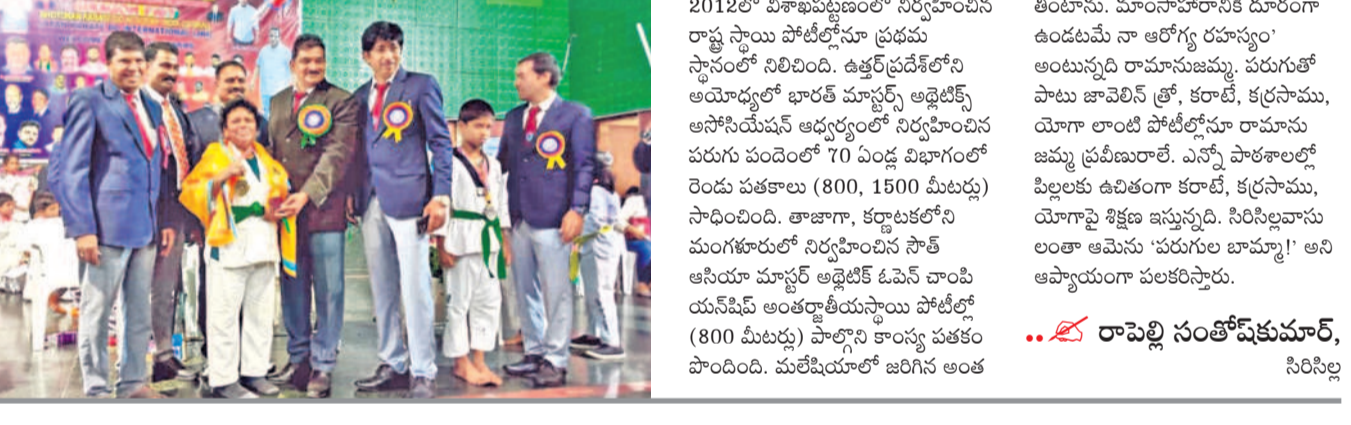 2012లో విశాఖపట్టణంలో నిర్వహించిన
రాష్ట్ర స్థాయి పోటీల్లోనూ ప్రథమ
స్థానంలో నిలిచింది. ఉత్తర్‌ప్రదేశ్‌లోని
అయోధ్యలో భారత్ మాస్టర్స్ అథ్లెటిక్స్
అసోసియేషన్ ఆధ్వర్యంలో నిర్వహించిన
పరుగు పందెంలో 70 ఏండ్ల విభాగంలో
రెండు పతకాలు (800, 1500 మీటర్లు)
సాధించింది. తాజాగా, కర్ణాటకలోని
మంగళూరులో నిర్వహించిన సౌత్
ఆసియా మాస్టర్ అథ్లెటిక్ ఓపెన్ చాంపి
యన్‌షిప్ అంతర్జాతీయస్థాయి పోటీల్లో
(800 మీటర్లు) పాల్గొని కాంస్య పతకం
పొందింది. మలేషియాలో జరిగిన అంత
తింటాను. మాంసాహారానికి దూరంగా
ఉండటమే నా ఆరోగ్య రహస్యం'
అంటున్నది రామానుజమ్మ. పరుగుతో
పాటు జావెలిన్ త్రో, కరాటే, కర్రసాము,
యోగా లాంటి పోటీల్లోనూ రామాను
జమ్మ ప్రవీణురాలే. ఎన్నో పాఠశాలల్లో
పిల్లలకు ఉచితంగా కరాటే, కర్రసాము,
యోగాపై శిక్షణ ఇస్తున్నది. సిరిసిల్లవాసు
లంతా ఆమెను 'పరుగుల బామ్మా!' అని
ఆప్యాయంగా పలకరిస్తారు.
..✍ రాపెల్లి సంతోష్‌కుమార్,
సిరిసిల్ల